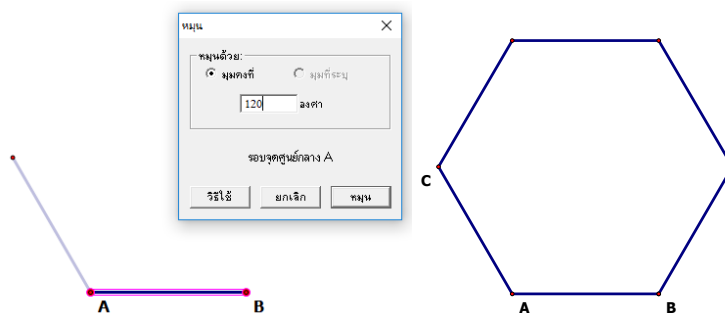 หมุน
หมุนด้วย:
มุมคงที่
มุมที่ระบุ
120 องศา
รอบจุดศูนย์กลาง A
วิธีใช้
ยกเลิก
หมุน
A
B
C
A
B